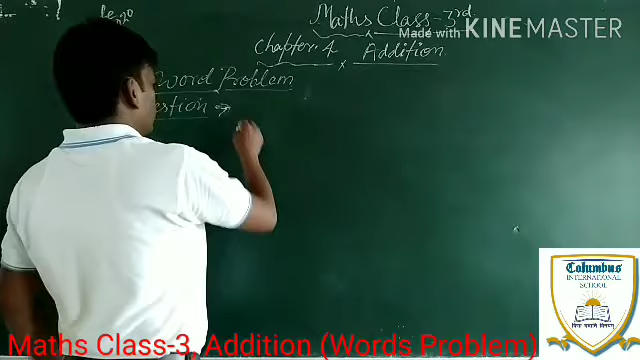 Maths Class - 3rd
Made with KINEMASTER
Chapter. 4 Addition
Word Problem
estion →
Columbus
INTERNATIONAL
SCHOOL
Maths Class-3 Addition (Words Problem)